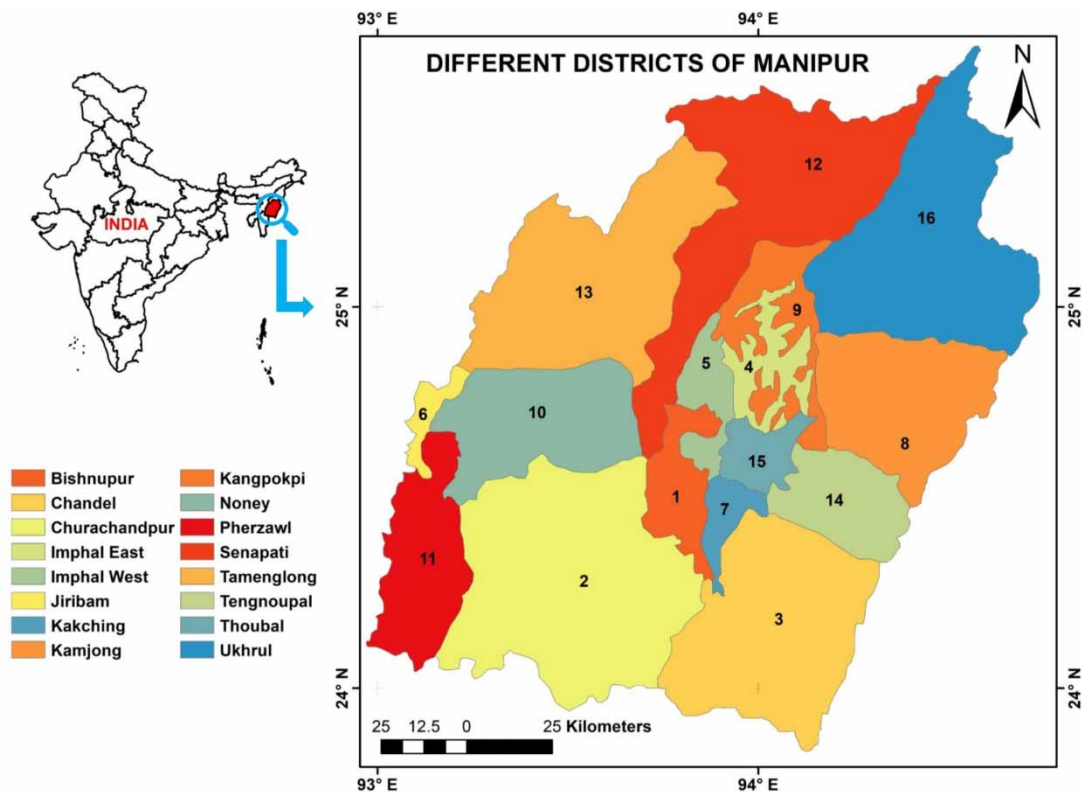 93° E 94° E
DIFFERENT DISTRICTS OF MANIPUR
N
INDIA
25° N 25° N
24° N 24° N
12
16
13
9
5
4
6
10
8
15
14
1
7
11
2
3
Bishnupur Kangpokpi
Chandel Noney
Churachandpur Pherzawl
Imphal East Senapati
Imphal West Tamenglong
Jiribam Tengnoupal
Kakching Thoubal
Kamjong Ukhrul
25 12.5 0 25 Kilometers
93° E 94° E